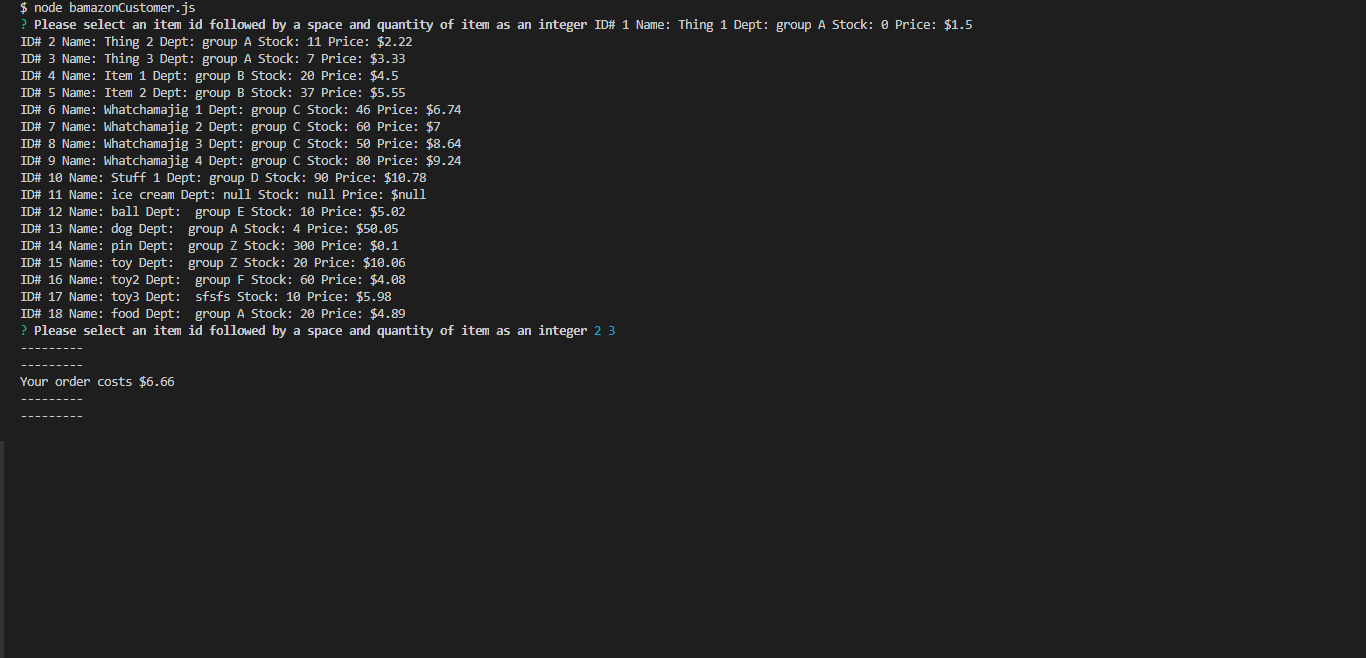 $ node bamazonCustomer.js
? Please select an item id followed by a space and quantity of item as an integer ID# 1 Name: Thing 1 Dept: group A Stock: 0 Price: $1.5
ID# 2 Name: Thing 2 Dept: group A Stock: 11 Price: $2.22
ID# 3 Name: Thing 3 Dept: group A Stock: 7 Price: $3.33
ID# 4 Name: Item 1 Dept: group B Stock: 20 Price: $4.5
ID# 5 Name: Item 2 Dept: group B Stock: 37 Price: $5.55
ID# 6 Name: Whatchamajig 1 Dept: group C Stock: 46 Price: $6.74
ID# 7 Name: Whatchamajig 2 Dept: group C Stock: 60 Price: $7
ID# 8 Name: Whatchamajig 3 Dept: group C Stock: 50 Price: $8.64
ID# 9 Name: Whatchamajig 4 Dept: group C Stock: 80 Price: $9.24
ID# 10 Name: Stuff 1 Dept: group D Stock: 90 Price: $10.78
ID# 11 Name: ice cream Dept: null Stock: null Price: $null
ID# 12 Name: ball Dept:  group E Stock: 10 Price: $5.02
ID# 13 Name: dog Dept:  group A Stock: 4 Price: $50.05
ID# 14 Name: pin Dept:  group Z Stock: 300 Price: $0.1
ID# 15 Name: toy Dept:  group Z Stock: 20 Price: $10.06
ID# 16 Name: toy2 Dept:  group F Stock: 60 Price: $4.08
ID# 17 Name: toy3 Dept:  sfsfs Stock: 10 Price: $5.98
ID# 18 Name: food Dept:  group A Stock: 20 Price: $4.89
? Please select an item id followed by a space and quantity of item as an integer 2 3
---------
---------
Your order costs $6.66
---------
---------